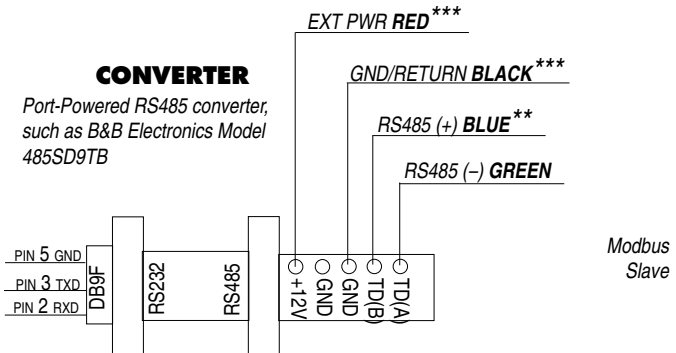 EXT PWR RED***
CONVERTER
GND/RETURN BLACK***
Port-Powered RS485 converter,
such as B&B Electronics Model
485SD9TB
RS485 (+) BLUE**
RS485 (–) GREEN
Modbus
Slave
PIN 5 GND
PIN 3 TXD
PIN 2 RXD
DB9F
RS232
RS485
+12V
GND
GND
TD(B)
TD(A)